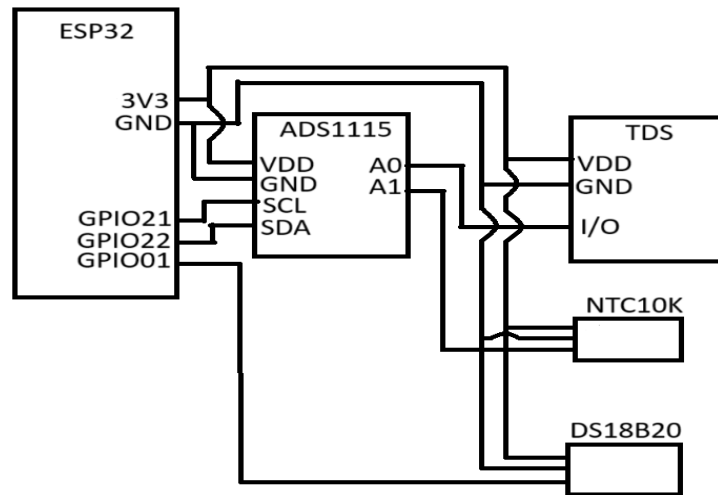 ESP32
3V3
GND
GPIO21
GPIO22
GPIO01
ADS1115
VDD
GND
SCL
SDA
A0
A1
TDS
VDD
GND
I/O
NTC10K
DS18B20